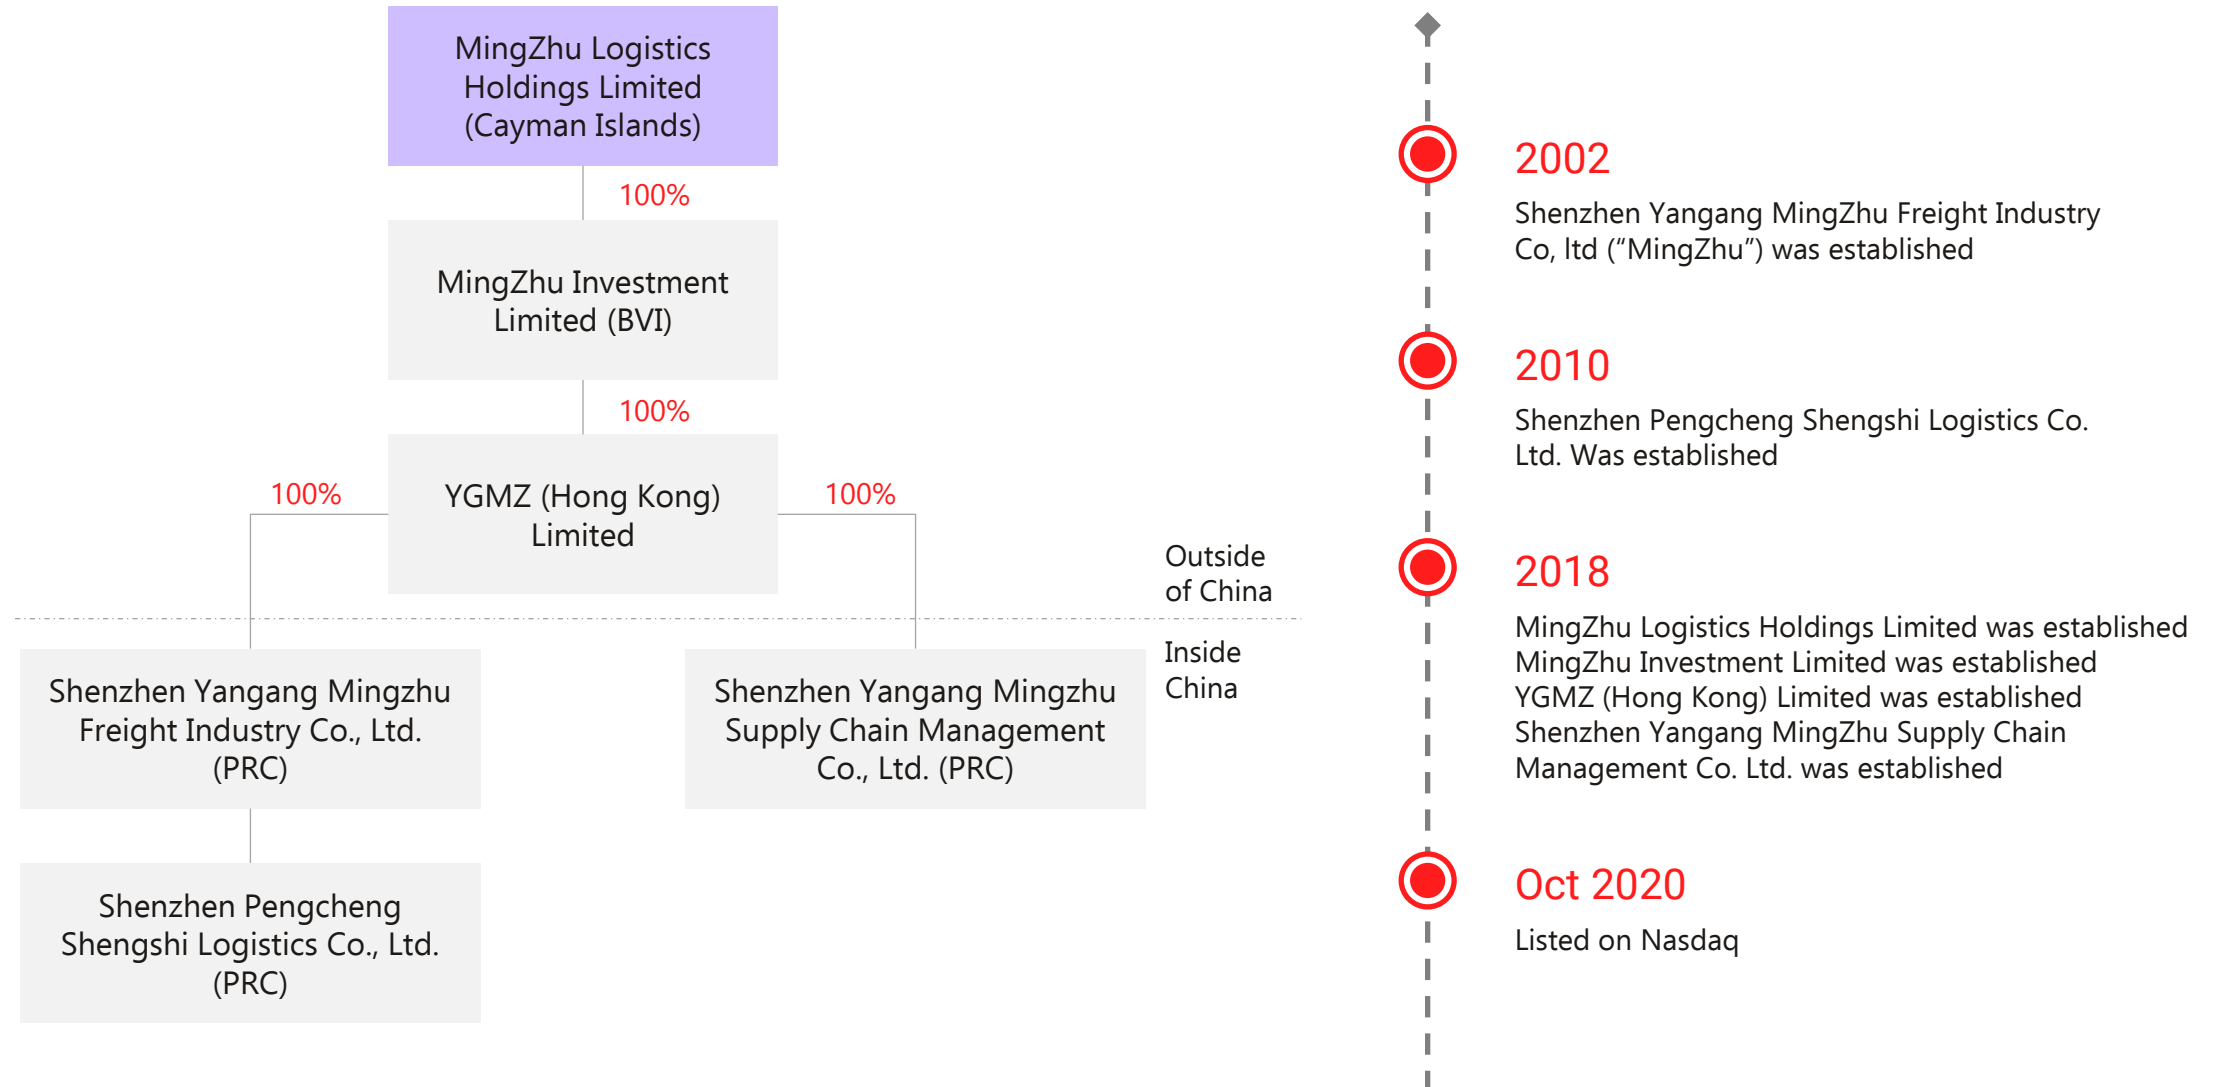 MingZhu Logistics
Holdings Limited
(Cayman Islands)
100%
MingZhu Investment
Limited (BVI)
100%
YGMZ (Hong Kong)
Limited
100%
100%
Outside
of China
Inside
China
Shenzhen Yangang Mingzhu
Freight Industry Co., Ltd.
(PRC)
Shenzhen Yangang Mingzhu
Supply Chain Management
Co., Ltd. (PRC)
Shenzhen Pengcheng
Shengshi Logistics Co., Ltd.
(PRC)
2002
Shenzhen Yangang MingZhu Freight Industry
Co, ltd (“MingZhu”) was established
2010
Shenzhen Pengcheng Shengshi Logistics Co.
Ltd. Was established
2018
MingZhu Logistics Holdings Limited was established
MingZhu Investment Limited was established
YGMZ (Hong Kong) Limited was established
Shenzhen Yangang MingZhu Supply Chain
Management Co. Ltd. was established
Oct 2020
Listed on Nasdaq